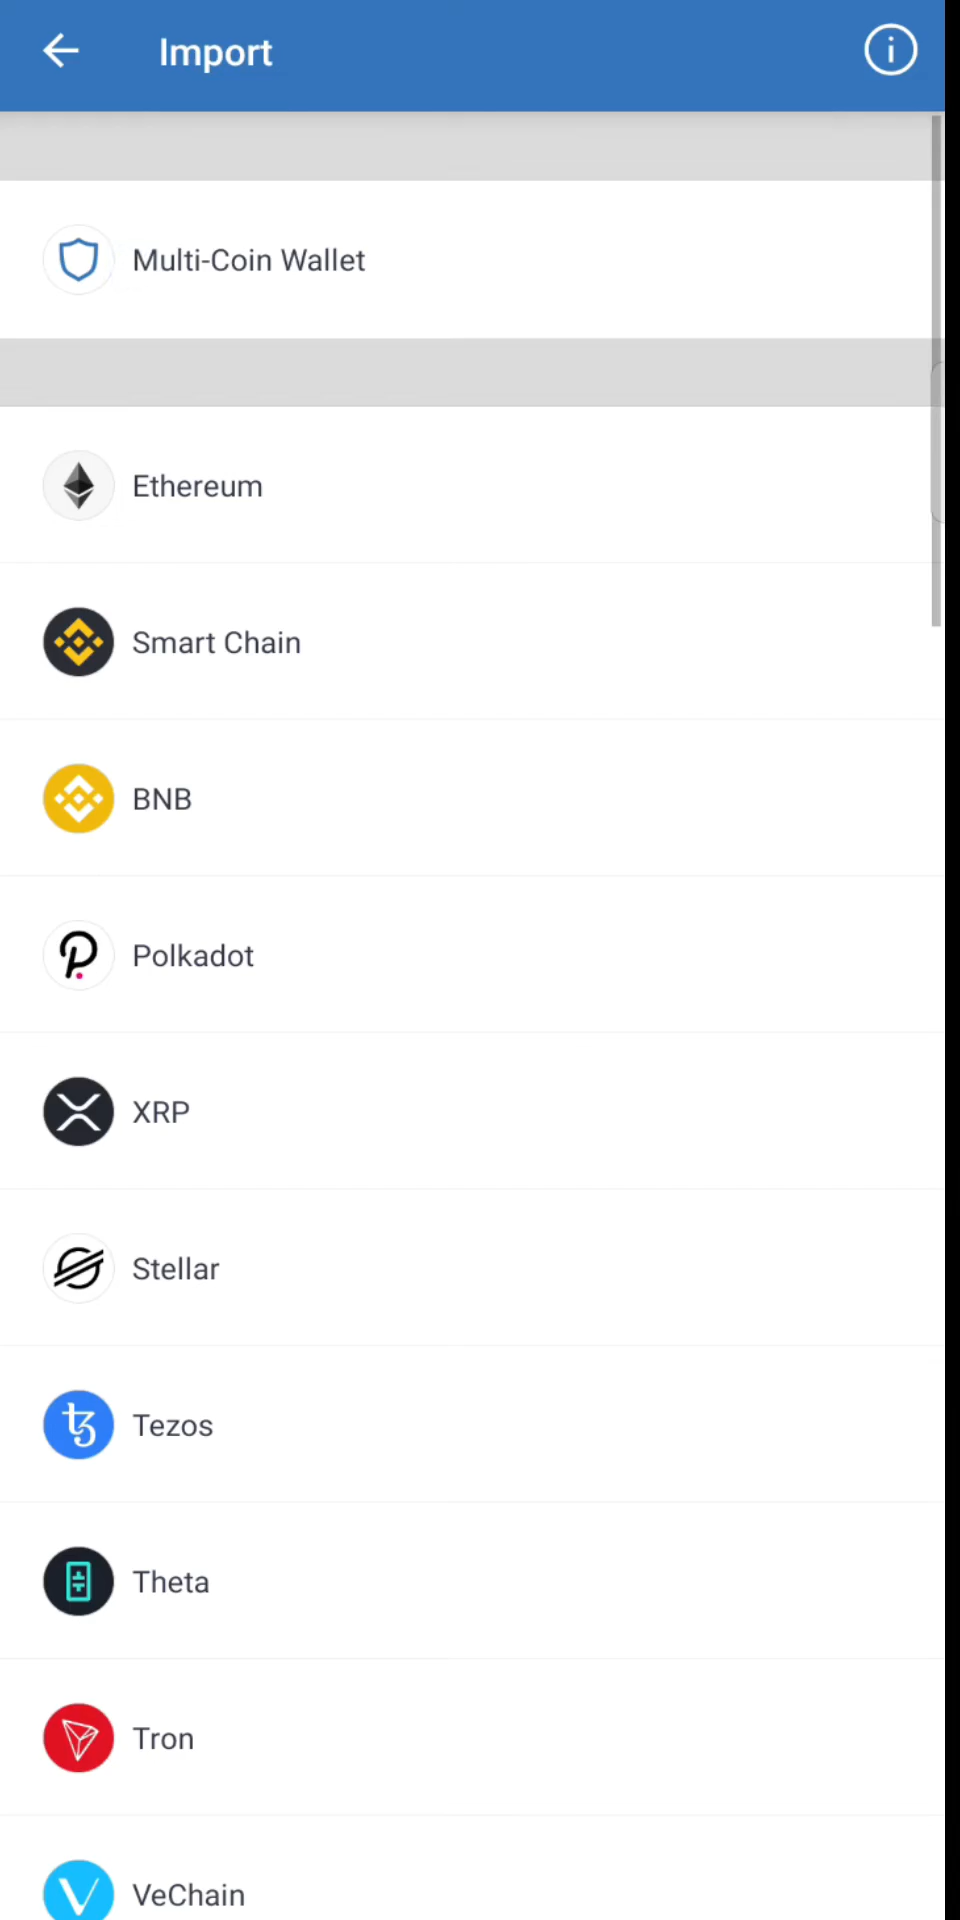 Import
Multi-Coin Wallet
Ethereum
Smart Chain
BNB
Polkadot
XRP
Stellar
Tezos
Theta
Tron
VeChain